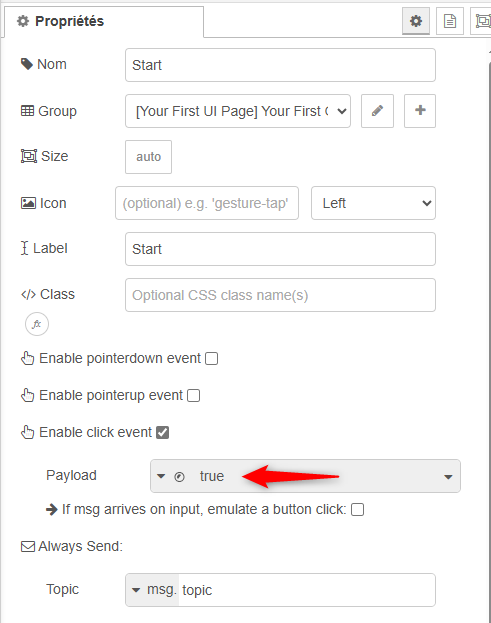 Propriétés
Nom Start
Group [Your First UI Page] Your First
Size auto
Icon (optional) e.g. 'gesture-tap' Left
Label Start
</> Class Optional CSS class name(s)
fx
Enable pointerdown event
Enable pointerup event
Enable click event
Payload true
If msg arrives on input, emulate a button click:
Always Send:
Topic msg. topic